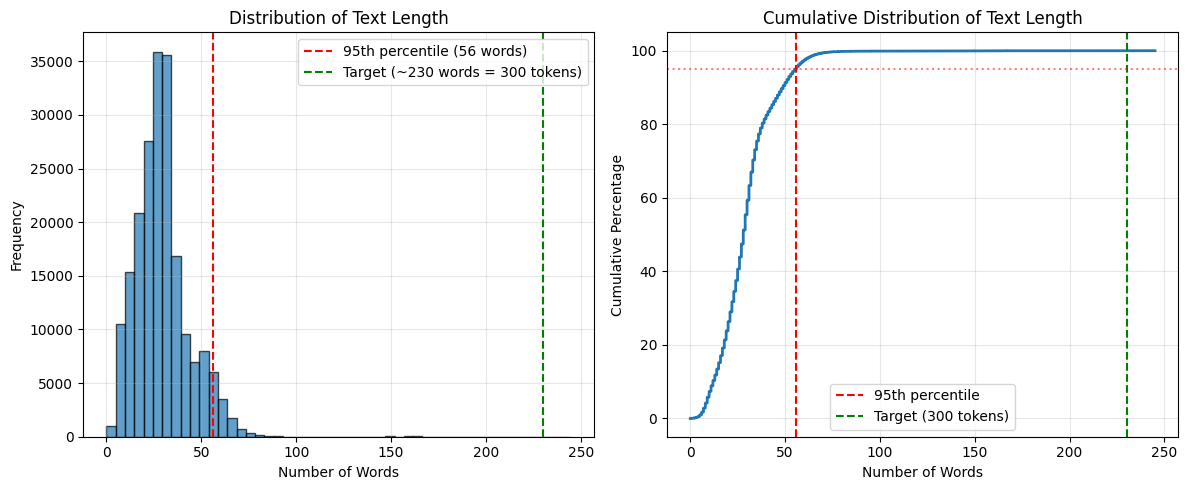 Distribution of Text Length
95th percentile (56 words)
Target (~230 words = 300 tokens)
Frequency
35000
30000
25000
20000
15000
10000
5000
0
0 50 100 150 200 250
Number of Words
Cumulative Distribution of Text Length
Cumulative Percentage
100
80
60
40
20
0
95th percentile
Target (300 tokens)
0 50 100 150 200 250
Number of Words